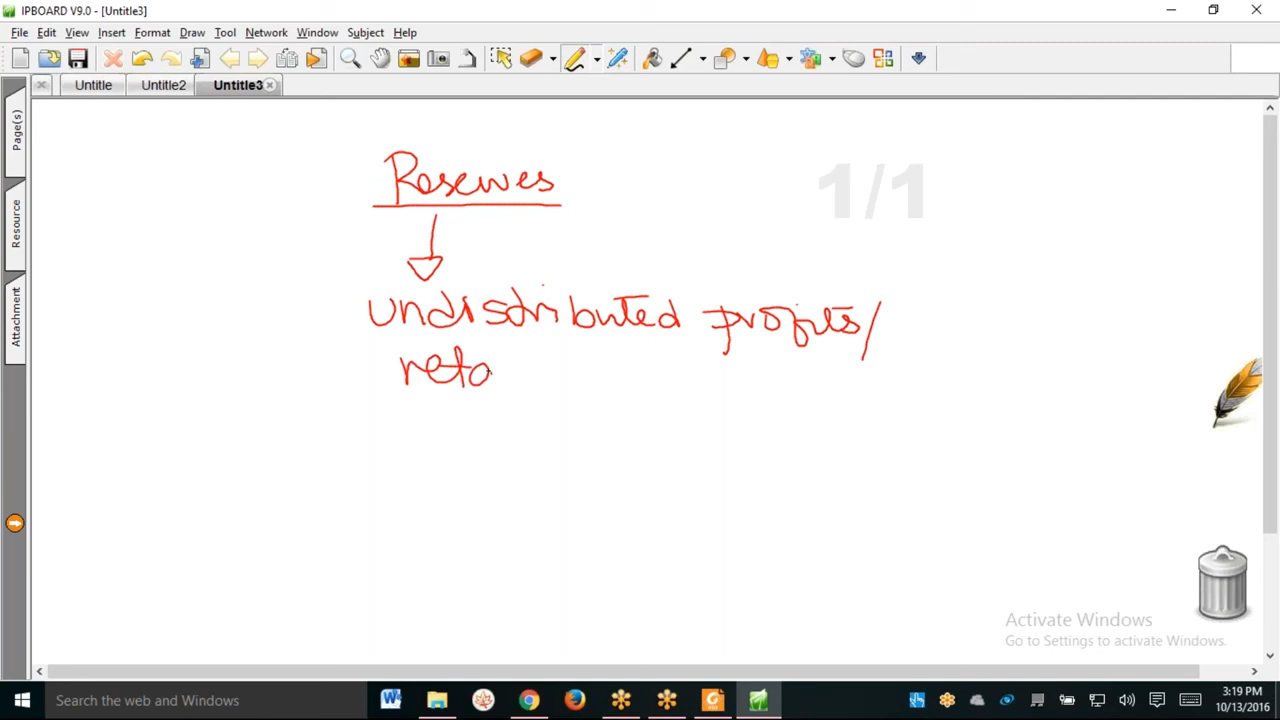 IPBOARD V9.0 - [Untitle3]
File Edit View Insert Format Draw Tool Network Window Subject Help
Untitle Untitle2 Untitle3
Page(s)
Resource
Attachment
1/1
Reserves
undistributed profits/
reta
Activate Windows
Go to Settings to activate Windows.
Search the web and Windows
3:19 PM
10/13/2016